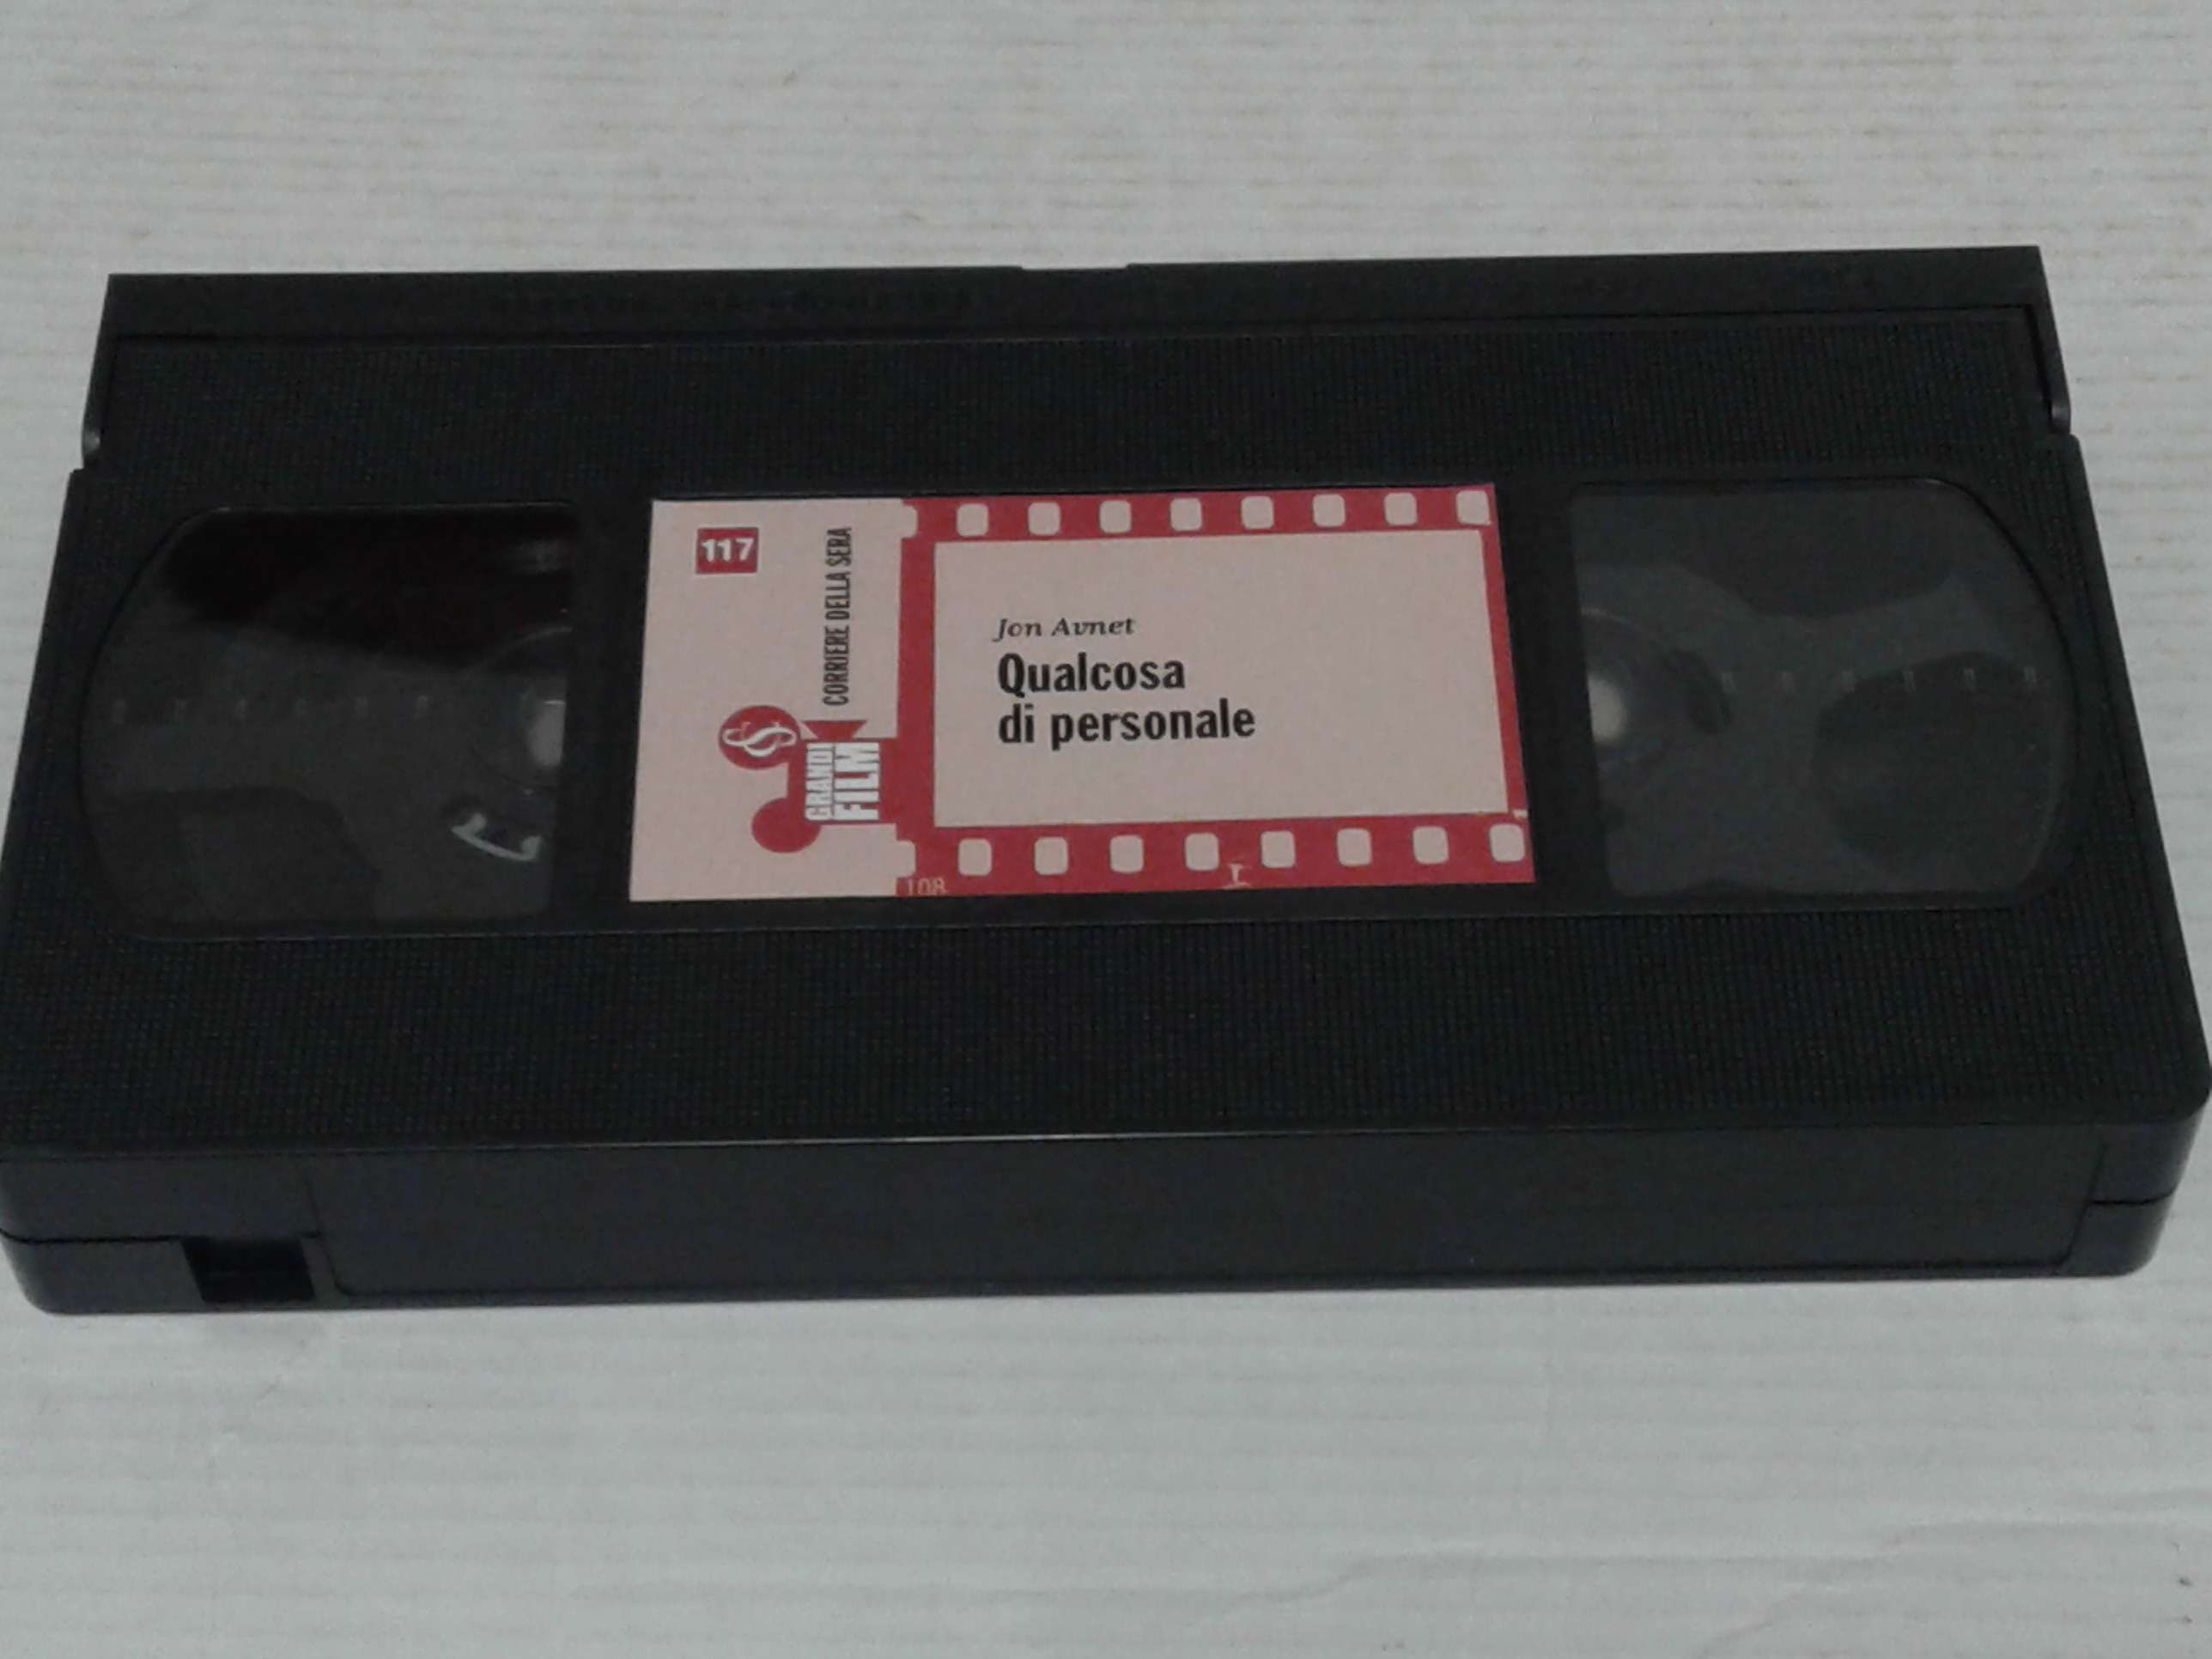 117
CORRIERE DELLA SERA
GRANDI
FILM
Jon Avnet
Qualcosa
di personale
108